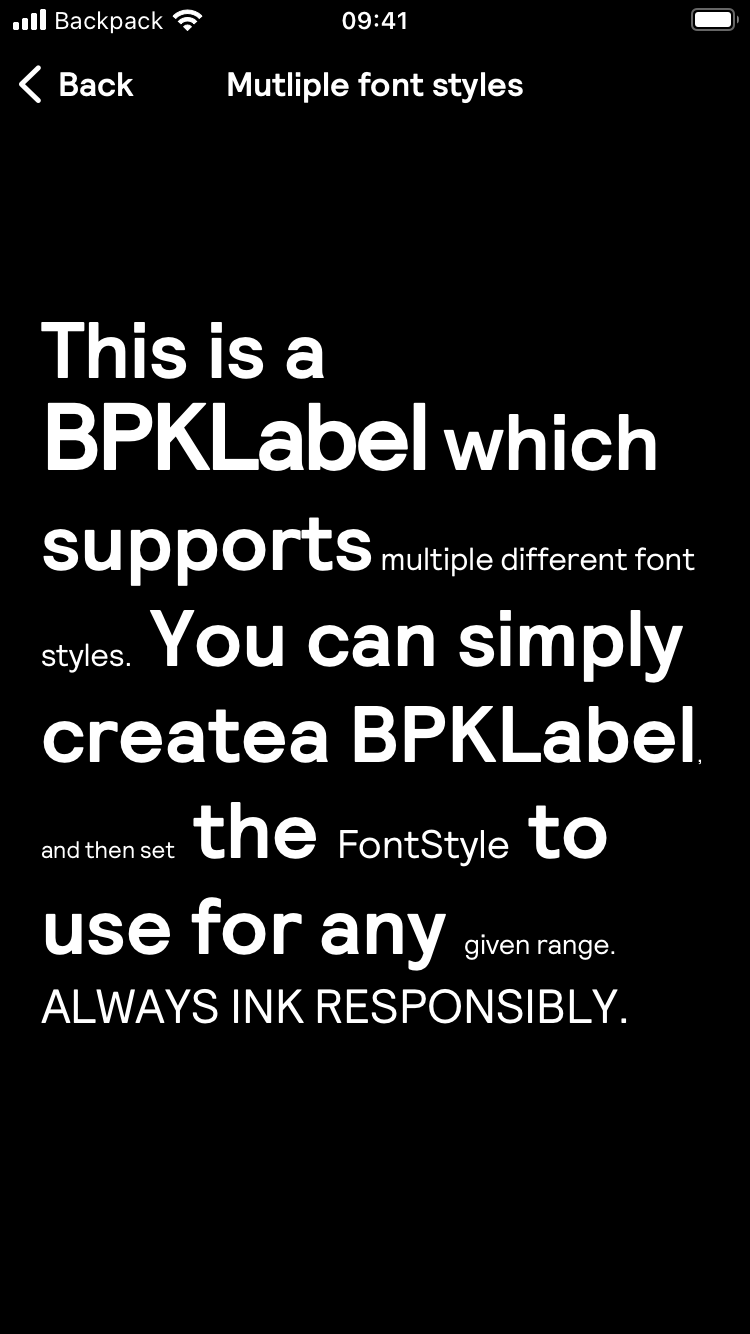 Backpack 09:41
Back Mutliple font styles
This is a
BPKLabel which
supports multiple different font
styles. You can simply
createa BPKLabel,
and then set the FontStyle to
use for any given range.
ALWAYS INK RESPONSIBLY.